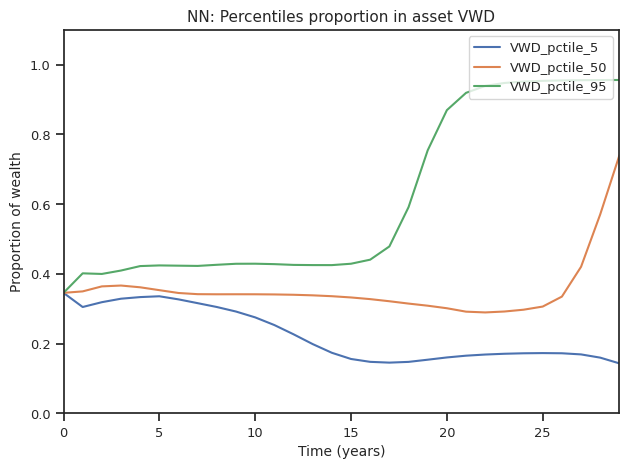 NN: Percentiles proportion in asset VWD
VWD_pctile_5
VWD_pctile_50
VWD_pctile_95
Proportion of wealth
1.0
0.8
0.6
0.4
0.2
0.0
0 5 10 15 20 25
Time (years)